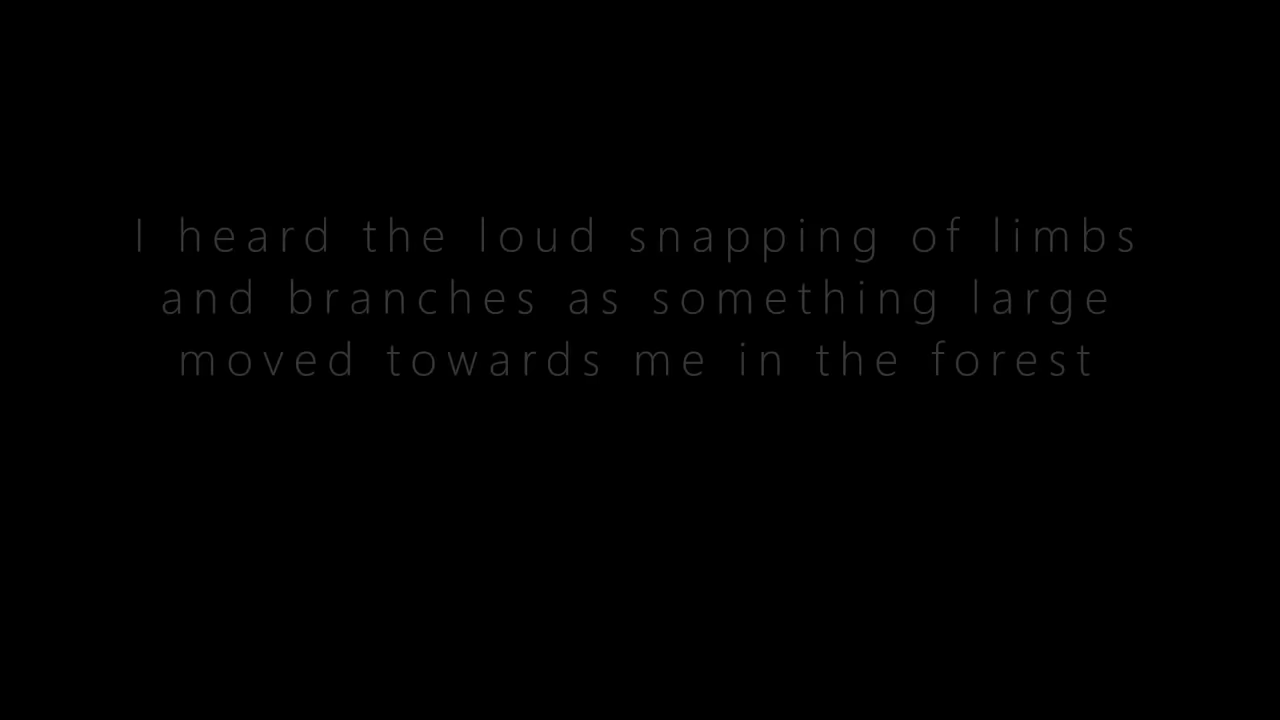 I heard the loud snapping of limbs
and branches as something large
moved towards me in the forest